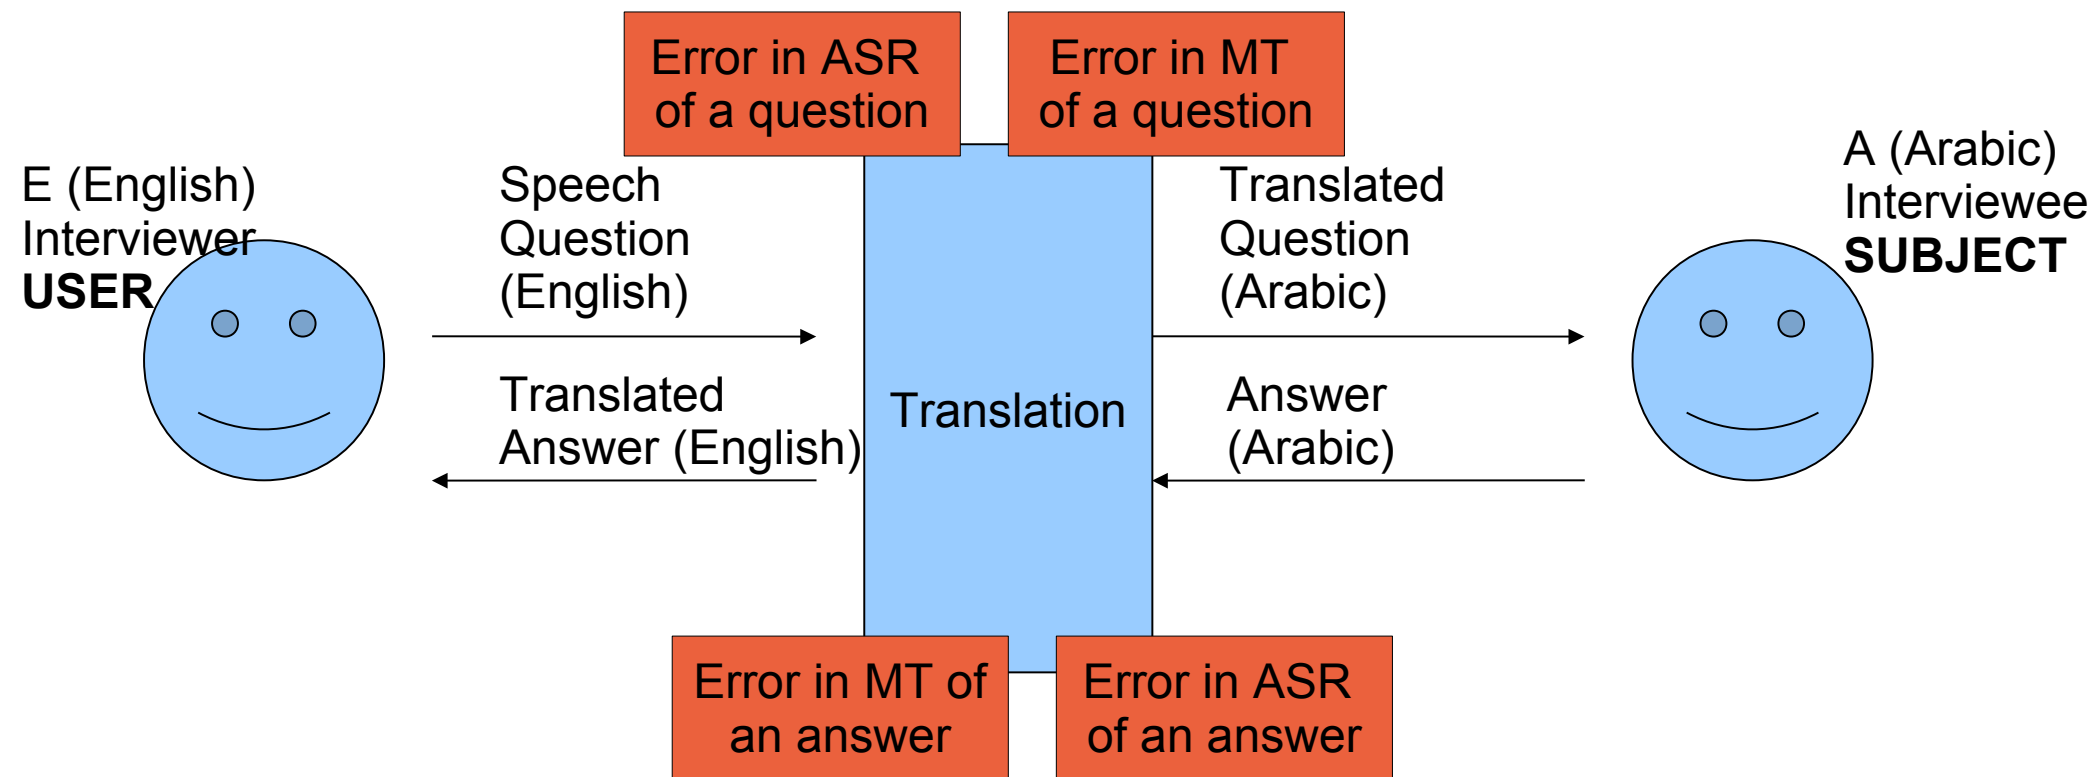 Error in ASR
of a question
Error in MT
of a question
E (English)
Interviewer
USER
Speech
Question
(English)
Translated
Question
(Arabic)
A (Arabic)
Interviewee
SUBJECT
Translated
Answer (English)
Translation
Answer
(Arabic)
Error in MT of
an answer
Error in ASR
of an answer